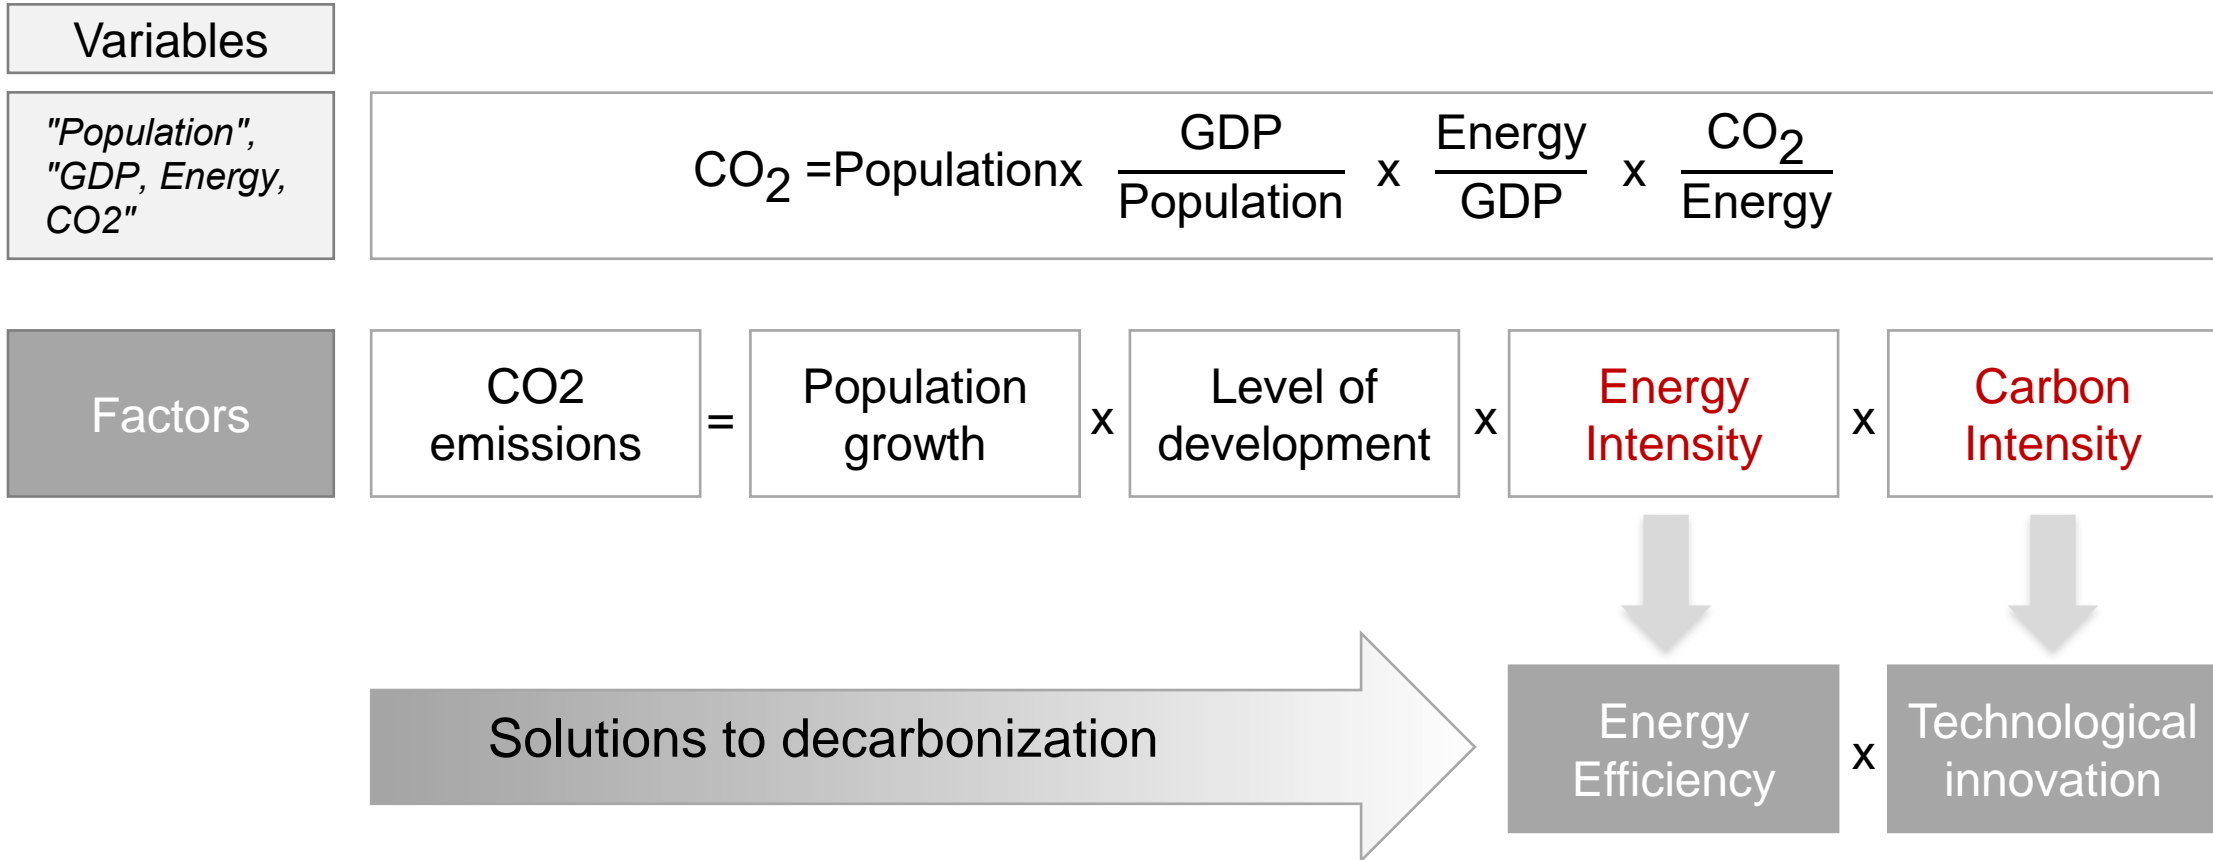 Variables
"Population",
"GDP, Energy,
CO2"
CO2 =Populationx GDP/Population x Energy/GDP x CO2/Energy
Factors
CO2
emissions
=
Population
growth
x
Level of
development
x
Energy
Intensity
x
Carbon
Intensity
Solutions to decarbonization
Energy
Efficiency
x
Technological
innovation